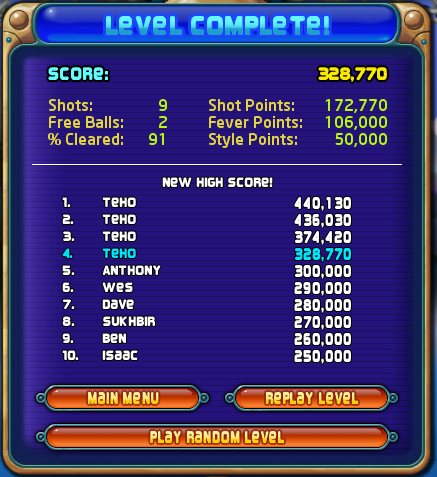 LEVEL COMPLETE!
SCORE: 328,770
Shots: 9 Shot Points: 172,770
Free Balls: 2 Fever Points: 106,000
% Cleared: 91 Style Points: 50,000
NEW HIGH SCORE!
1. TeHO 440,130
2. TeHO 436,030
3. TeHO 374,420
4. TeHO 328,770
5. ANTHONY 300,000
6. Wes 290,000
7. Dave 280,000
8. SUKHBIR 270,000
9. Ben 260,000
10. Isaac 250,000
MAIN MENU REPLAY LEVEL
PLAY RANDOM LEVEL